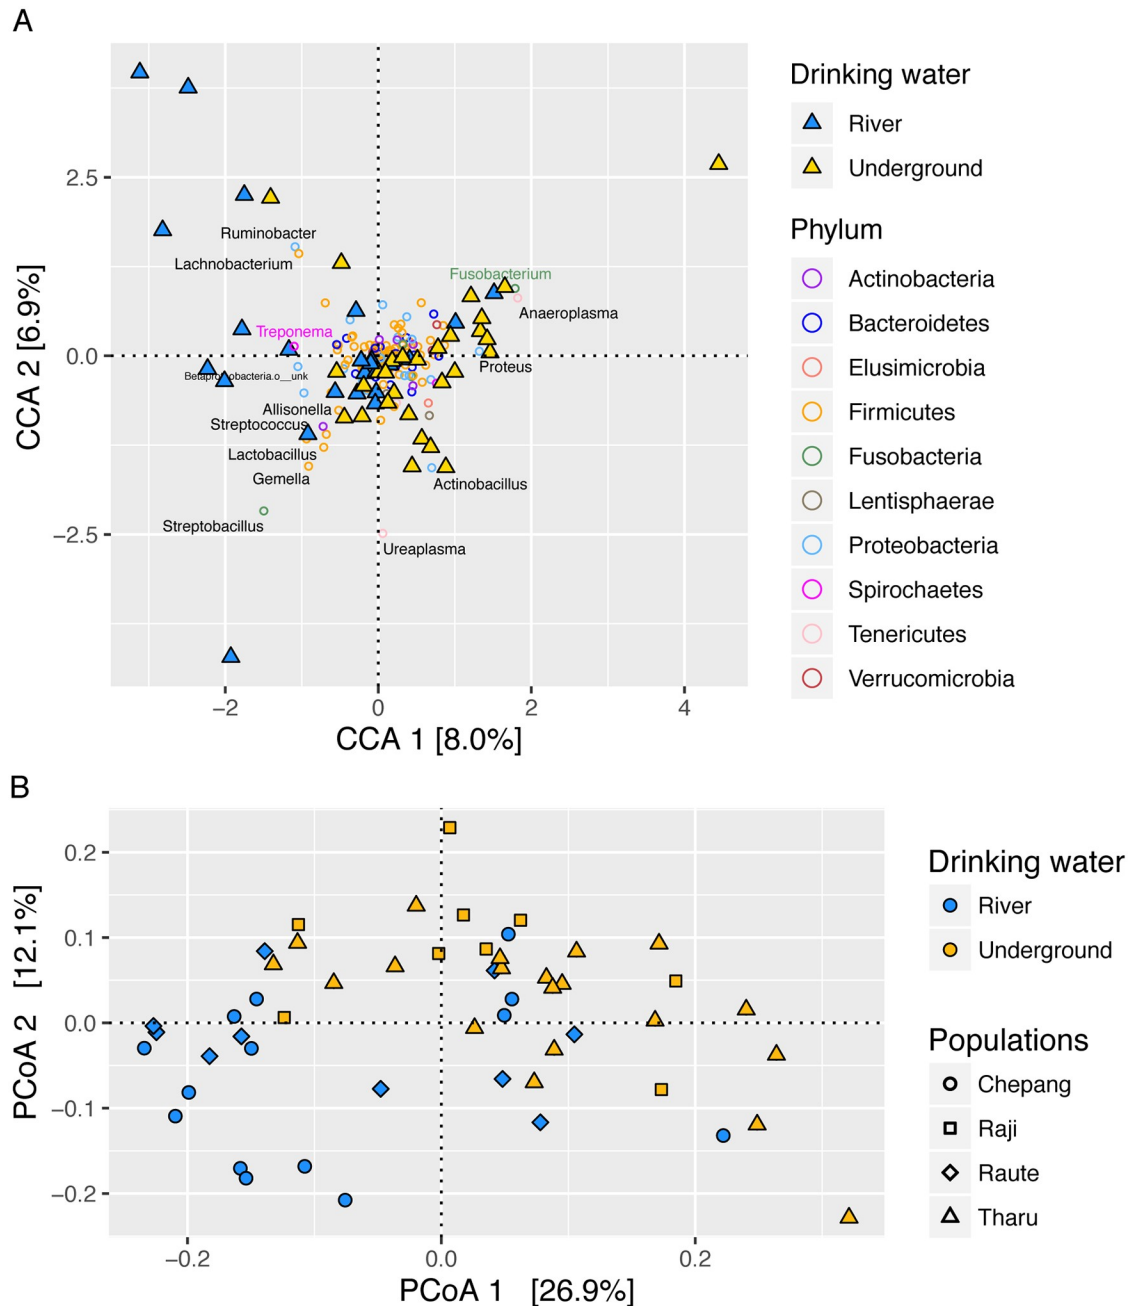 A
CCA 2 [6.9%]
2.5
0.0
−2.5
−2
0
2
4
CCA 1 [8.0%]
Ruminobacter
Lachnobacterium
Fusobacterium
Anaeroplasma
Treponema
Proteus
Betaproteobacteria.o__unk
Allisonella
Streptococcus
Lactobacillus
Gemella
Actinobacillus
Streptobacillus
Ureaplasma
Drinking water
River
Underground
Phylum
Actinobacteria
Bacteroidetes
Elusimicrobia
Firmicutes
Fusobacteria
Lentisphaerae
Proteobacteria
Spirochaetes
Tenericutes
Verrucomicrobia
B
PCoA 2 [12.1%]
0.2
0.1
0.0
−0.1
−0.2
−0.2
0.0
0.2
PCoA 1 [26.9%]
Drinking water
River
Underground
Populations
Chepang
Raji
Raute
Tharu